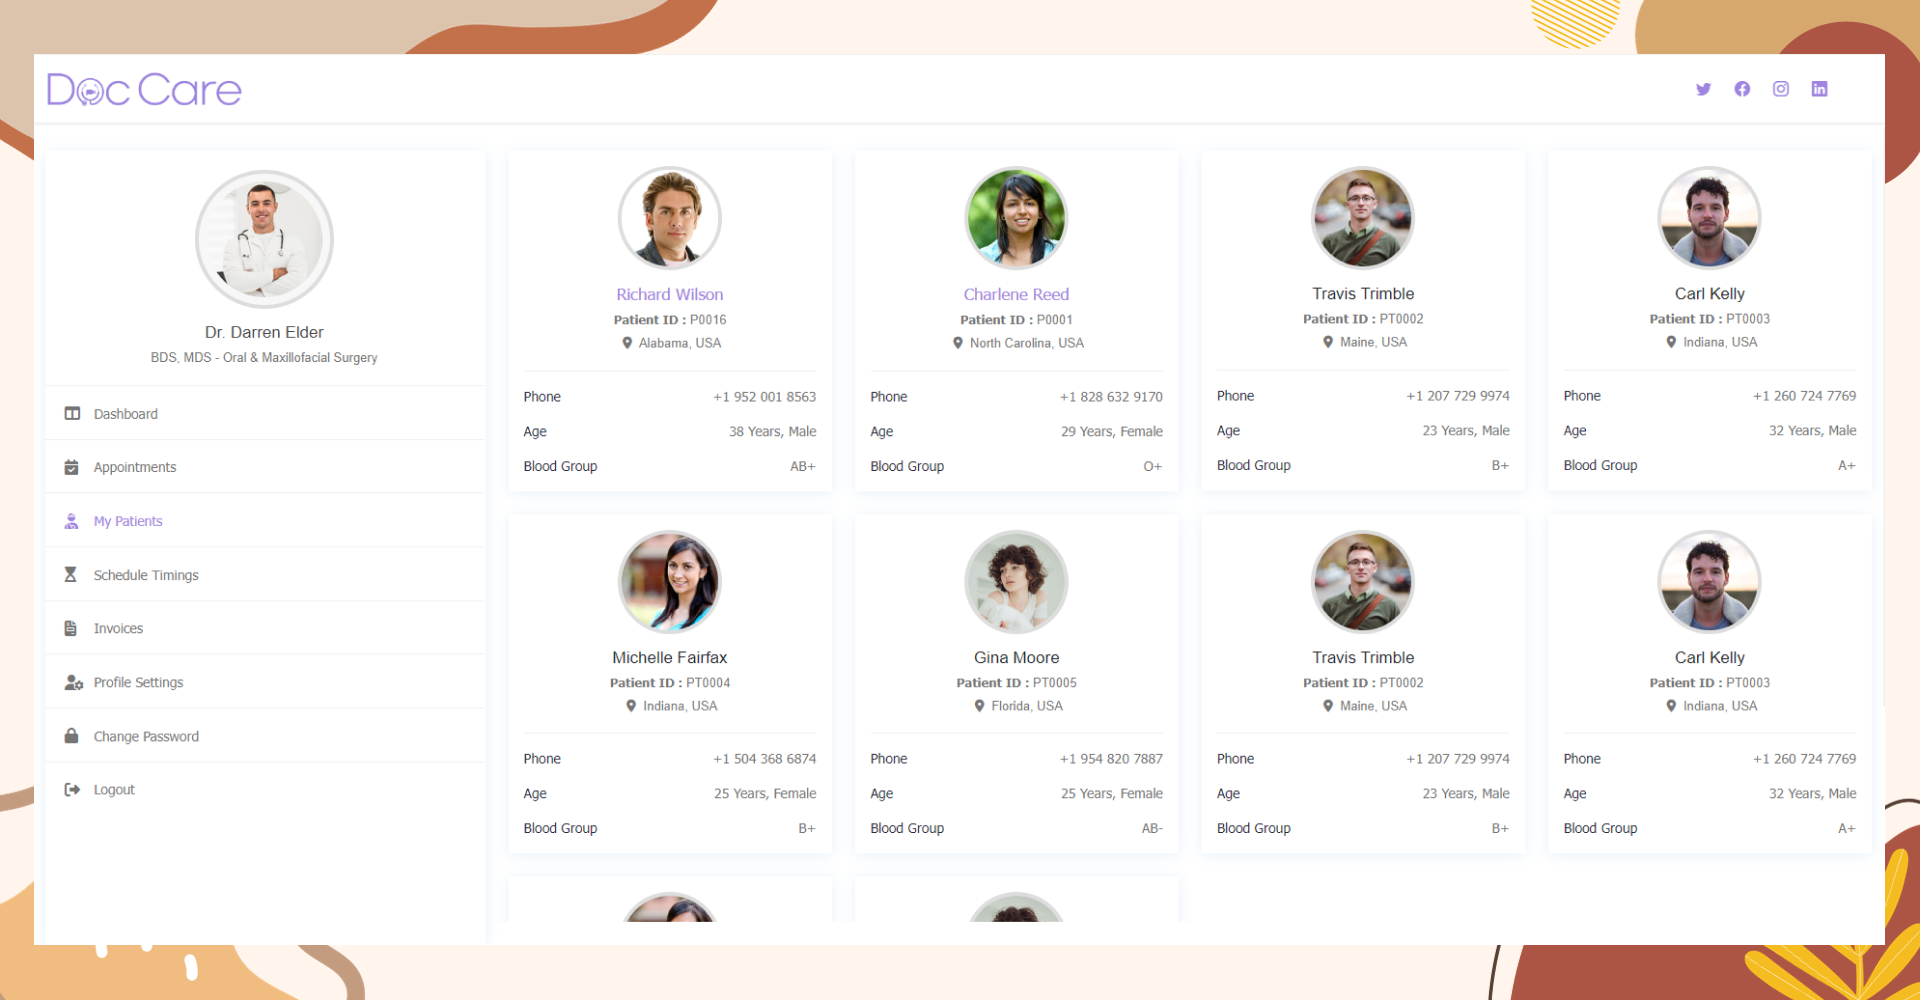 Doc Care
Dr. Darren Elder
BDS, MDS - Oral & Maxillofacial Surgery
Dashboard
Appointments
My Patients
Schedule Timings
Invoices
Profile Settings
Change Password
Logout
Richard Wilson
Patient ID : P0016
Alabama, USA
Phone +1 952 001 8563
Age 38 Years, Male
Blood Group AB+
Charlene Reed
Patient ID : P0001
North Carolina, USA
Phone +1 828 632 9170
Age 29 Years, Female
Blood Group O+
Travis Trimble
Patient ID : PT0002
Maine, USA
Phone +1 207 729 9974
Age 23 Years, Male
Blood Group B+
Carl Kelly
Patient ID : PT0003
Indiana, USA
Phone +1 260 724 7769
Age 32 Years, Male
Blood Group A+
Michelle Fairfax
Patient ID : PT0004
Indiana, USA
Phone +1 504 368 6874
Age 25 Years, Female
Blood Group B+
Gina Moore
Patient ID : PT0005
Florida, USA
Phone +1 954 820 7887
Age 25 Years, Female
Blood Group AB-
Travis Trimble
Patient ID : PT0002
Maine, USA
Phone +1 207 729 9974
Age 23 Years, Male
Blood Group B+
Carl Kelly
Patient ID : PT0003
Indiana, USA
Phone +1 260 724 7769
Age 32 Years, Male
Blood Group A+